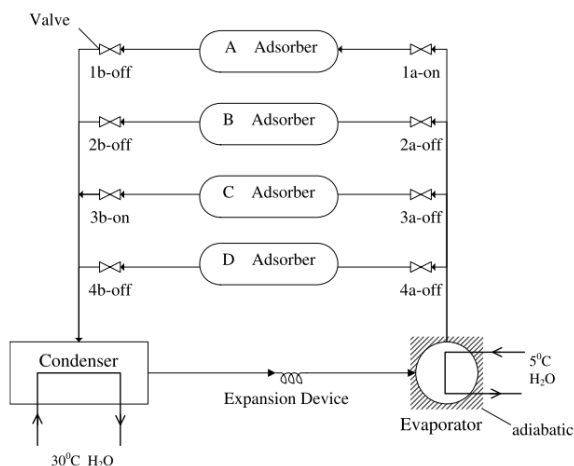 Valve
A Adsorber
1b-off
1a-on
B Adsorber
2b-off
2a-off
C Adsorber
3b-on
3a-off
D Adsorber
4b-off
4a-off
Condenser
5⁰C
H₂O
Expansion Device
Evaporator
adiabatic
30⁰C H₂O